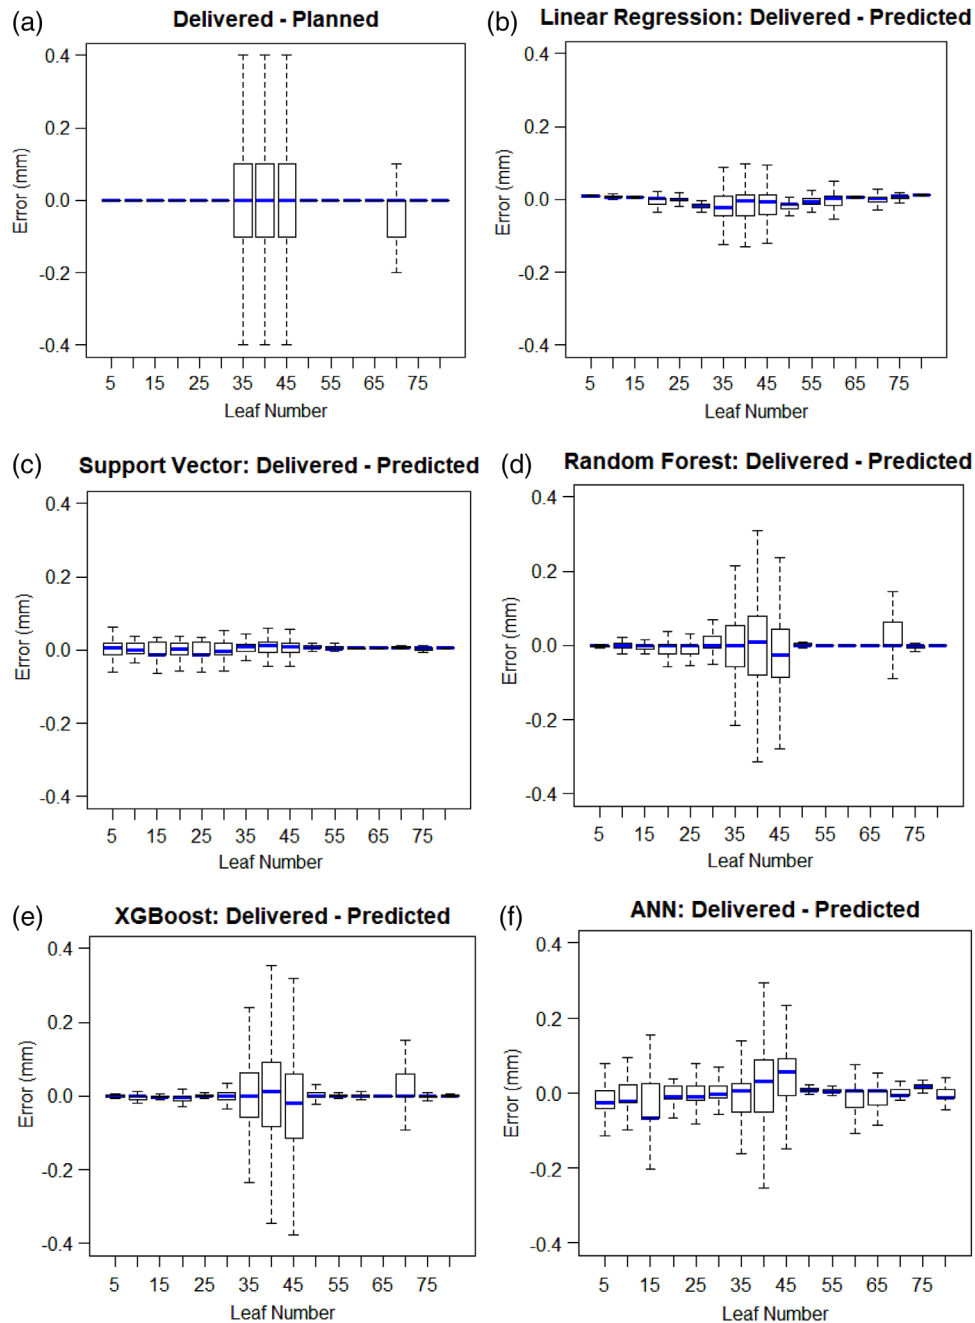 (a) Delivered - Planned
Error (mm)
0.4
0.2
0.0
-0.2
-0.4
5 15 25 35 45 55 65 75
Leaf Number
(b) Linear Regression: Delivered - Predicted
Error (mm)
0.4
0.2
0.0
-0.2
-0.4
5 15 25 35 45 55 65 75
Leaf Number
(c) Support Vector: Delivered - Predicted
Error (mm)
0.4
0.2
0.0
-0.2
-0.4
5 15 25 35 45 55 65 75
Leaf Number
(d) Random Forest: Delivered - Predicted
Error (mm)
0.4
0.2
0.0
-0.2
-0.4
5 15 25 35 45 55 65 75
Leaf Number
(e) XGBoost: Delivered - Predicted
Error (mm)
0.4
0.2
0.0
-0.2
-0.4
5 15 25 35 45 55 65 75
Leaf Number
(f) ANN: Delivered - Predicted
Error (mm)
0.4
0.2
0.0
-0.2
-0.4
5 15 25 35 45 55 65 75
Leaf Number